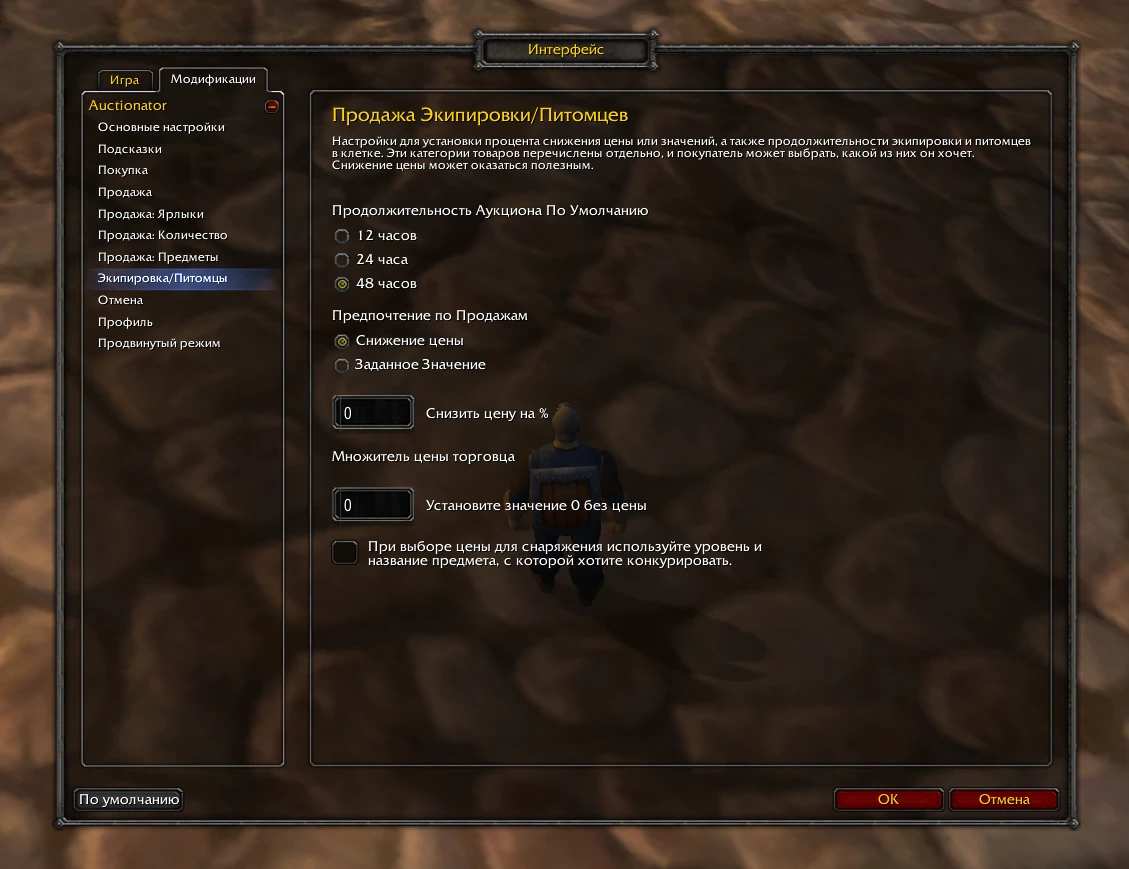 Интерфейс
Игра
Модификации
Auctionator
Основные настройки
Подсказки
Покупка
Продажа
Продажа: Ярлыки
Продажа: Количество
Продажа: Предметы
Экипировка/Питомцы
Отмена
Профиль
Продвинутый режим
Продажа Экипировки/Питомцев
Настройки для установки процента снижения цены или значений, а также продолжительности экипировки и питомцев
в клетке. Эти категории товаров перечислены отдельно, и покупатель может выбрать, какой из них он хочет.
Снижение цены может оказаться полезным.
Продолжительность Аукциона По Умолчанию
12 часов
24 часа
48 часов
Предпочтение по Продажам
Снижение цены
Заданное Значение
0 Снизить цену на %
Множитель цены торговца
0 Установите значение 0 без цены
При выборе цены для снаряжения используйте уровень и
название предмета, с которой хотите конкурировать.
По умолчанию
ОК
Отмена